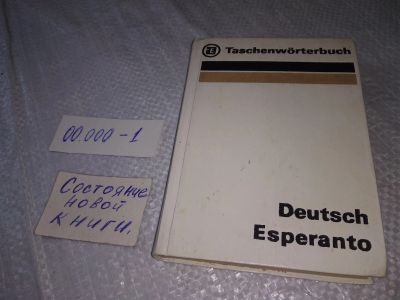 Taschenwörterbuch
00.000-1
Состояние
новой
книги.
Deutsch
Esperanto